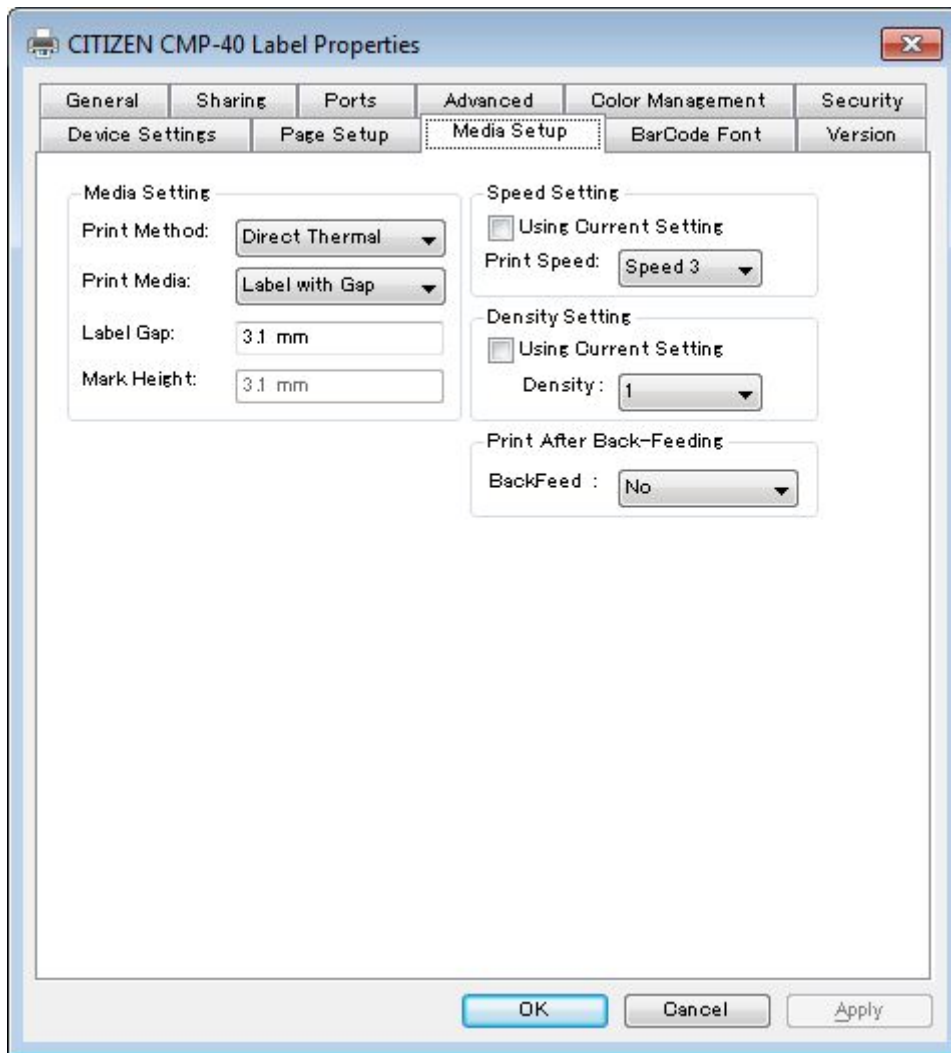 CITIZEN CMP-40 Label Properties
General Sharing Ports Advanced Color Management Security
Device Settings Page Setup Media Setup BarCode Font Version
Media Setting
Print Method: Direct Thermal
Print Media: Label with Gap
Label Gap: 3.1 mm
Mark Height: 3.1 mm
Speed Setting
Using Current Setting
Print Speed: Speed 3
Density Setting
Using Current Setting
Density : 1
Print After Back-Feeding
BackFeed : No
OK Cancel Apply